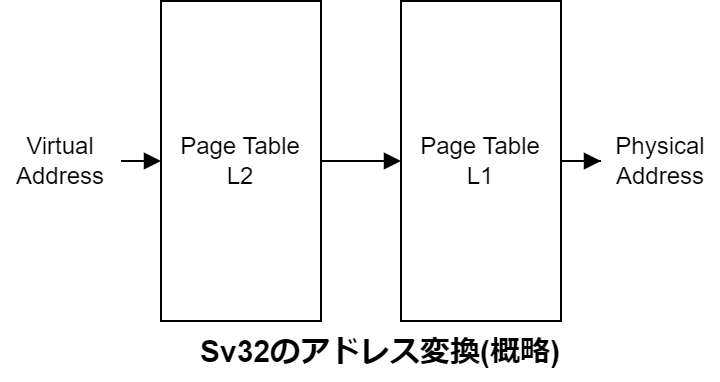 Virtual
Address
Page Table
L2
Page Table
L1
Physical
Address
Sv32のアドレス変換(概略)